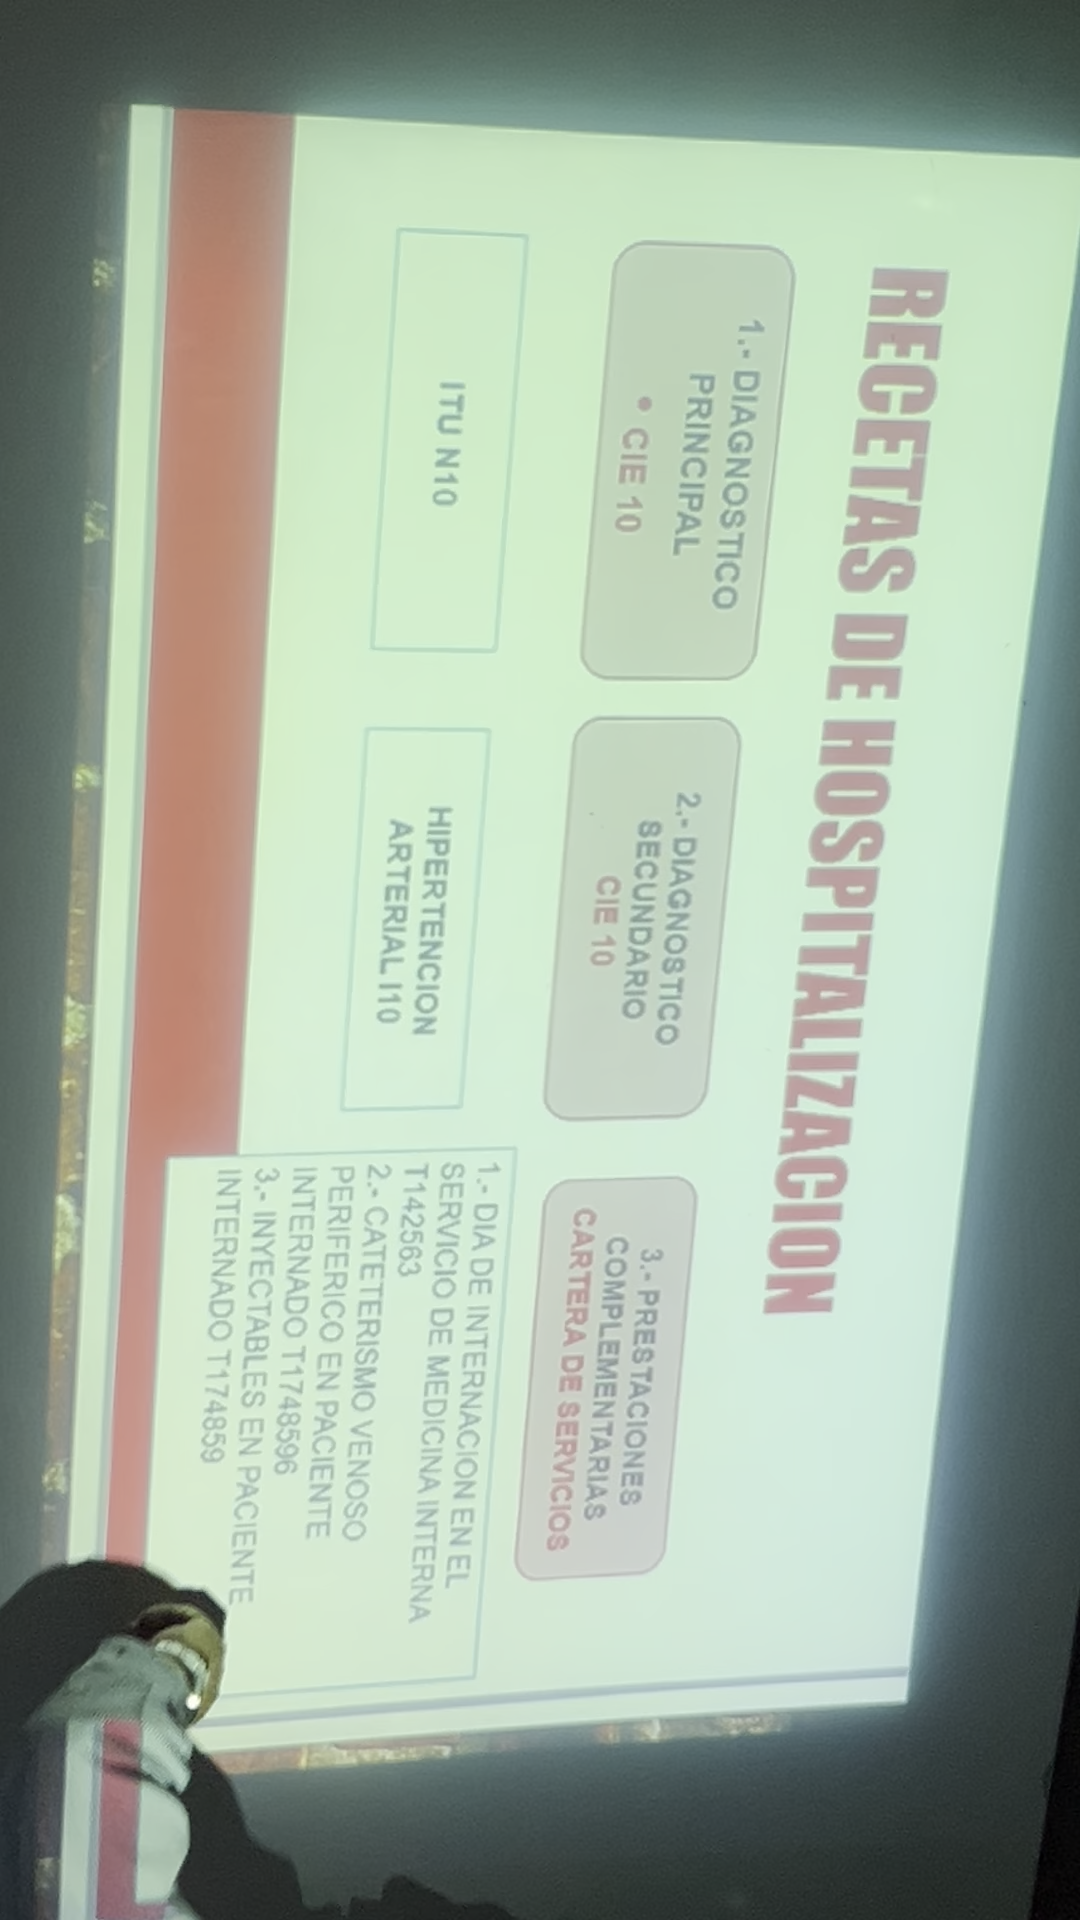 RECETAS DE HOSPITALIZACION
1.- DIAGNOSTICO
PRINCIPAL
• CIE 10
ITU N10
2.- DIAGNOSTICO
SECUNDARIO
CIE 10
HIPERTENCION
ARTERIAL I10
3.- PRESTACIONES
COMPLEMENTARIAS
CARTERA DE SERVICIOS
1.- DIA DE INTERNACION EN EL
SERVICIO DE MEDICINA INTERNA
T142563
2.- CATETERISMO VENOSO
PERIFERICO EN PACIENTE
INTERNADO T1748596
3.- INYECTABLES EN PACIENTE
INTERNADO T174859